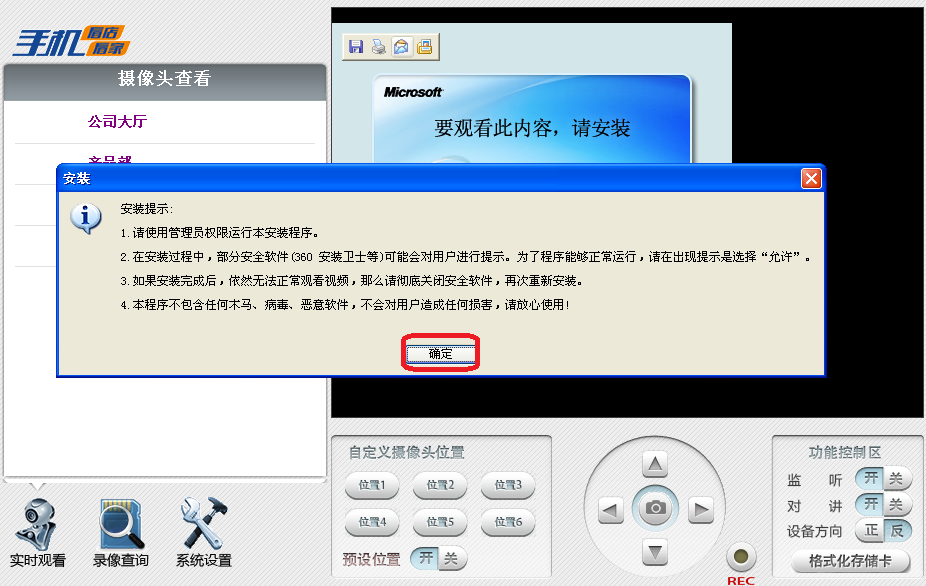 手机看店看家
摄像头查看
公司大厅
产品部
Microsoft
要观看此内容，请安装
安装
安装提示:
1.请使用管理员权限运行本安装程序。
2.在安装过程中，部分安全软件(360 安装卫士等)可能会对用户进行提示。为了程序能够正常运行，请在出现提示是选择“允许”。
3.如果安装完成后，依然无法正常观看视频，那么请彻底关闭安全软件，再次重新安装。
4.本程序不包含任何木马、病毒、恶意软件，不会对用户造成任何损害，请放心使用!
确定
自定义摄像头位置
位置1 位置2 位置3
位置4 位置5 位置6
预设位置 开 关
REC
功能控制区
监 听 开 关
对 讲 开 关
设备方向 正 反
格式化存储卡
实时观看 录像查询 系统设置